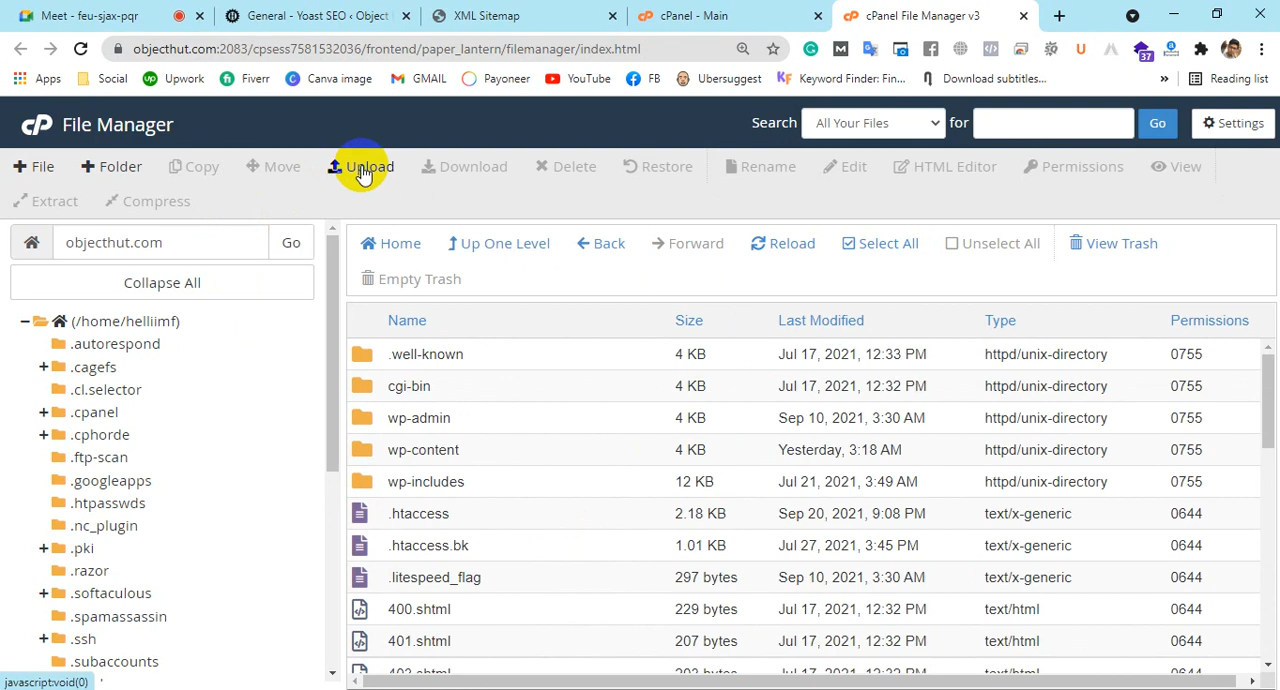 Meet - feu-sjax-pqr
General - Yoast SEO ‹ Object
XML Sitemap
cPanel - Main
cPanel File Manager v3
objecthut.com:2083/cpsess7581532036/frontend/paper_lantern/filemanager/index.html
37
Apps Social Upwork Fiverr Canva image GMAIL Payoneer YouTube FB Ubersuggest Keyword Finder: Fin... Download subtitles... » Reading list
cP File Manager
Search All Your Files for Go Settings
File Folder Copy Move Upload Download Delete Restore Rename Edit HTML Editor Permissions View
Extract Compress
objecthut.com Go
Home Up One Level Back Forward Reload Select All Unselect All View Trash
Collapse All
Empty Trash
(/home/helliimf)
.autorespond
.cagefs
.cl.selector
.cpanel
.cphorde
.ftp-scan
.googleapps
.htpasswds
.nc_plugin
.pki
.razor
.softaculous
.spamassassin
.ssh
.subaccounts
Name Size Last Modified Type Permissions
.well-known 4 KB Jul 17, 2021, 12:33 PM httpd/unix-directory 0755
cgi-bin 4 KB Jul 17, 2021, 12:32 PM httpd/unix-directory 0755
wp-admin 4 KB Sep 10, 2021, 3:30 AM httpd/unix-directory 0755
wp-content 4 KB Yesterday, 3:18 AM httpd/unix-directory 0755
wp-includes 12 KB Jul 21, 2021, 3:49 AM httpd/unix-directory 0755
.htaccess 2.18 KB Sep 20, 2021, 9:08 PM text/x-generic 0644
.htaccess.bk 1.01 KB Jul 27, 2021, 3:45 PM text/x-generic 0644
.litespeed_flag 297 bytes Sep 10, 2021, 3:30 AM text/x-generic 0644
400.shtml 229 bytes Jul 17, 2021, 12:32 PM text/html 0644
401.shtml 207 bytes Jul 17, 2021, 12:32 PM text/html 0644
javascript:void(0)